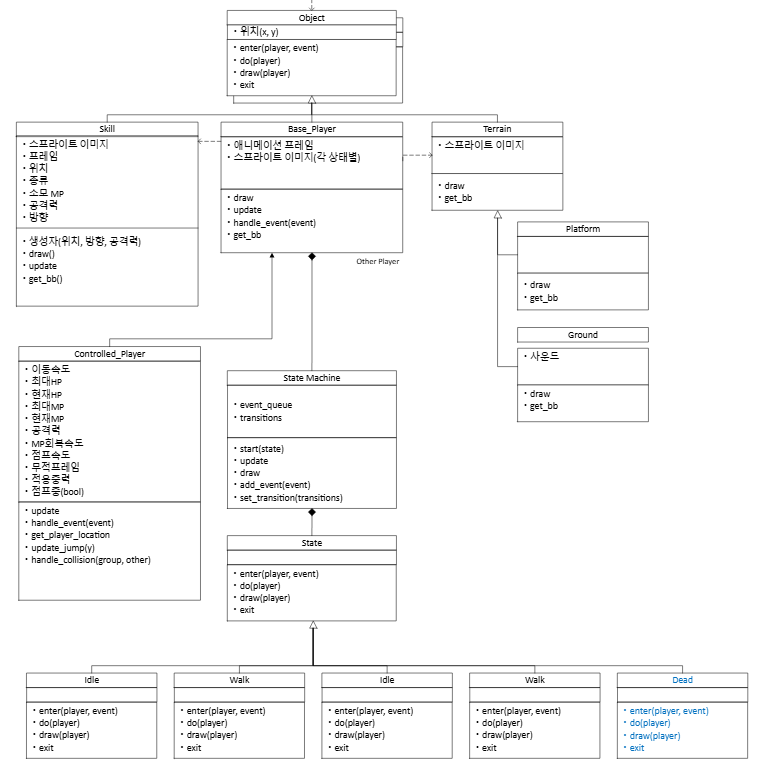 Object
・위치(x, y)
・enter(player, event)
・do(player)
・draw(player)
・exit
Skill
・스프라이트 이미지
・프레임
・위치
・종류
・소모 MP
・공격력
・방향
・생성자(위치, 방향, 공격력)
・draw()
・update
・get_bb()
Base_Player
・애니메이션 프레임
・스프라이트 이미지(각 상태별)
・draw
・update
・handle_event(event)
・get_bb
Other Player
Terrain
・스프라이트 이미지
・draw
・get_bb
Platform
・draw
・get_bb
Ground
・사운드
・draw
・get_bb
Controlled_Player
・이동속도
・최대HP
・현재HP
・최대MP
・현재MP
・공격력
・MP회복속도
・점프속도
・무적프레임
・적용중력
・점프중(bool)
・update
・handle_event(event)
・get_player_location
・update_jump(y)
・handle_collision(group, other)
State Machine
・event_queue
・transitions
・start(state)
・update
・draw
・add_event(event)
・set_transition(transitions)
State
・enter(player, event)
・do(player)
・draw(player)
・exit
Idle
・enter(player, event)
・do(player)
・draw(player)
・exit
Walk
・enter(player, event)
・do(player)
・draw(player)
・exit
Idle
・enter(player, event)
・do(player)
・draw(player)
・exit
Walk
・enter(player, event)
・do(player)
・draw(player)
・exit
Dead
・enter(player, event)
・do(player)
・draw(player)
・exit